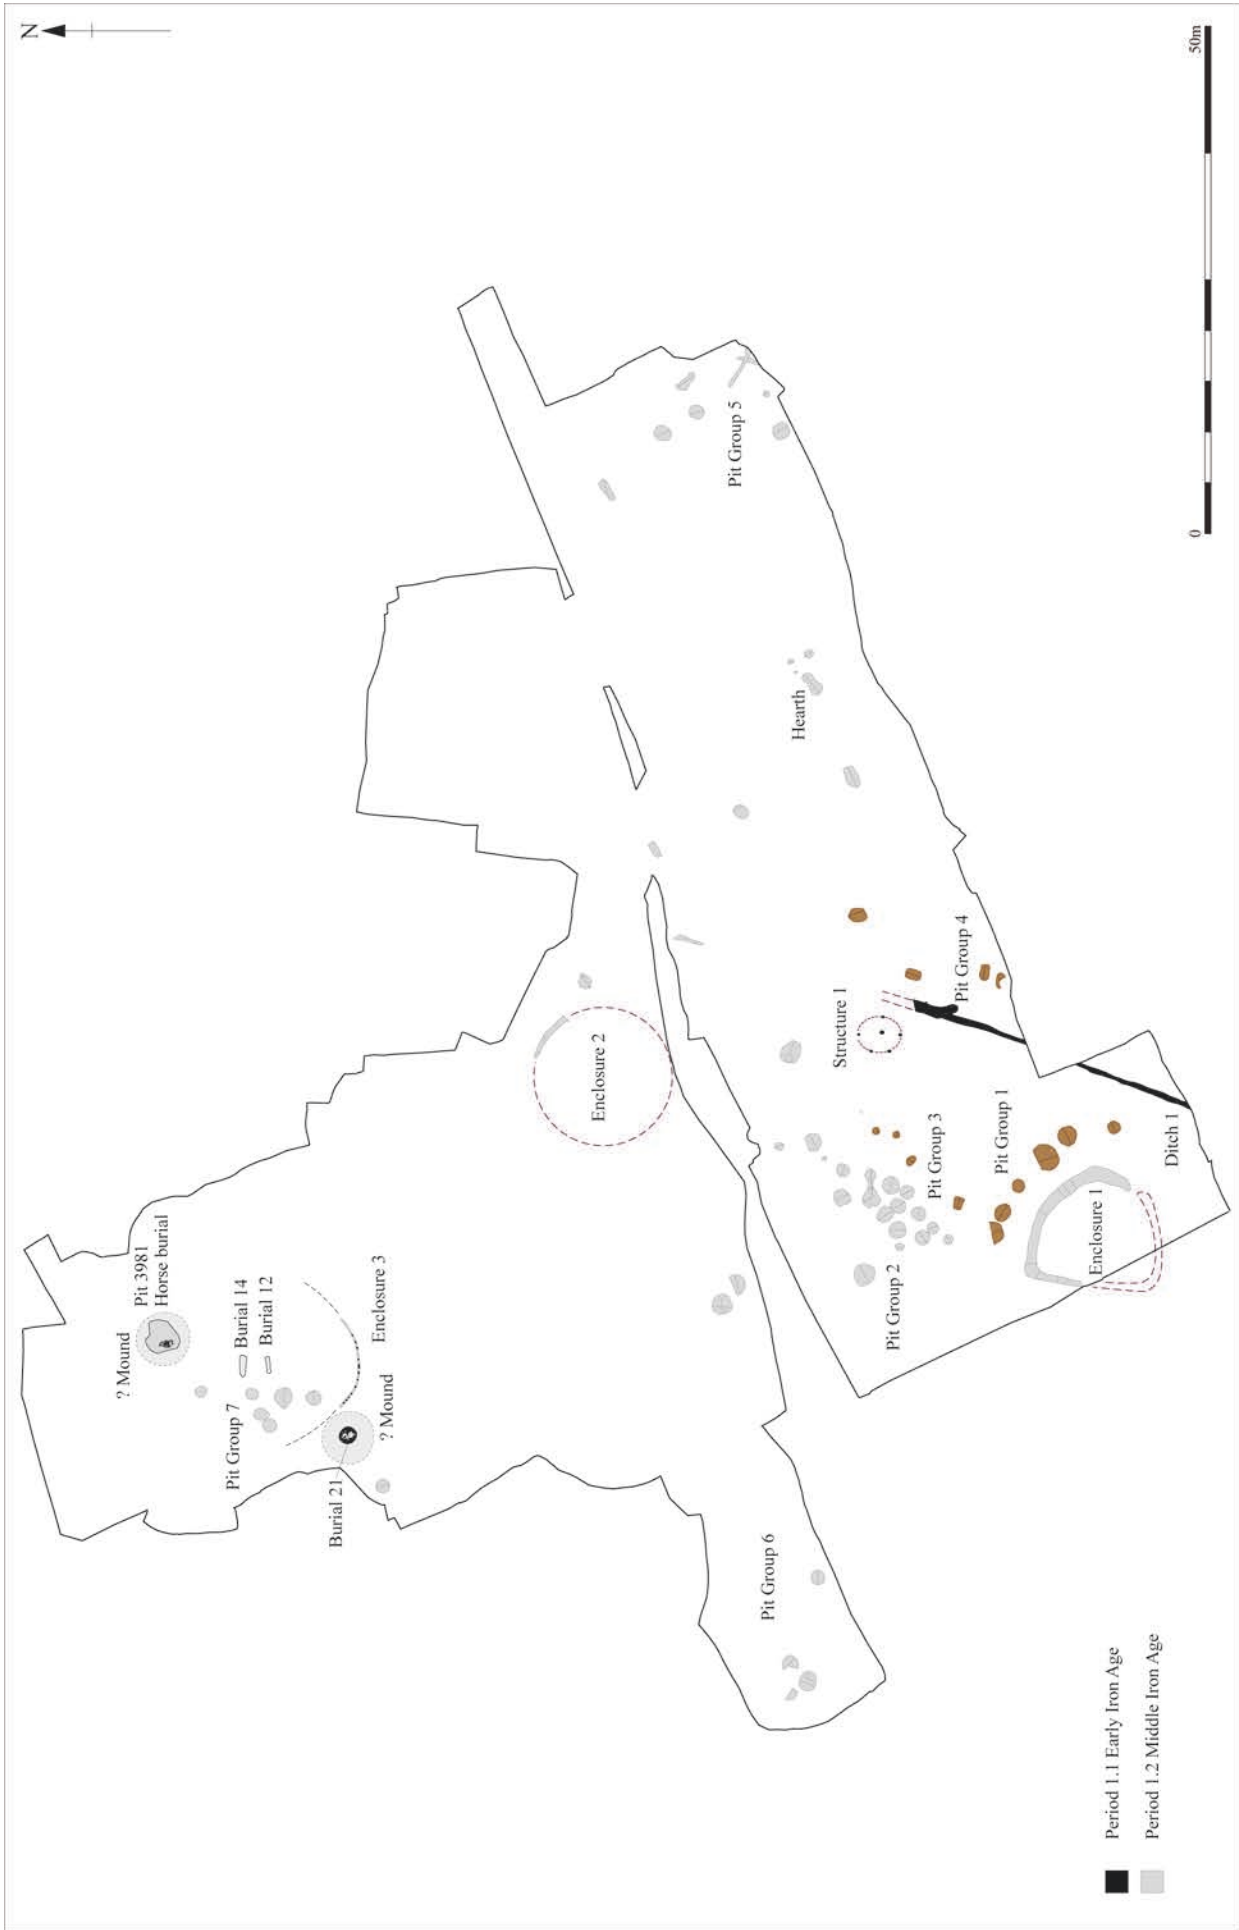 N
50m
0
? Mound
Pit 3981
Horse burial
Burial 14
Burial 12
Pit Group 7
Enclosure 3
? Mound
Burial 21
Enclosure 2
Pit Group 5
Hearth
Pit Group 6
Structure 1
Pit Group 4
Pit Group 3
Pit Group 2
Pit Group 1
Enclosure 1
Ditch 1
Period 1.1 Early Iron Age
Period 1.2 Middle Iron Age